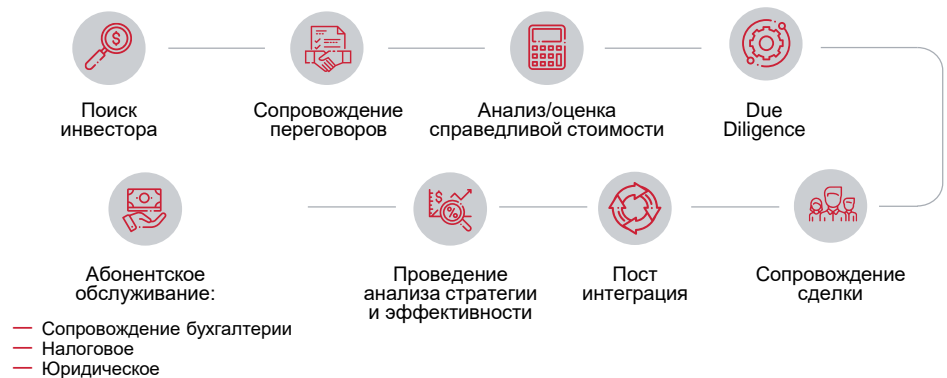 Поиск
инвестора
Сопровождение
переговоров
Анализ/оценка
справедливой стоимости
Due
Diligence
Сопровождение
сделки
Пост
интеграция
Проведение
анализа стратегии
и эффективности
Абонентское
обслуживание:
— Сопровождение бухгалтерии
— Налоговое
— Юридическое